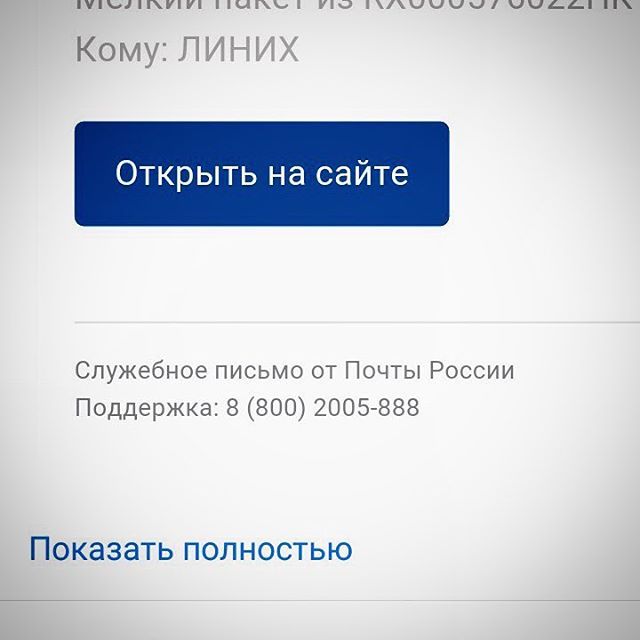 Мелкий пакет из
Кому: ЛИНИХ
Открыть на сайте
Служебное письмо от Почты России
Поддержка: 8 (800) 2005-888
Показать полностью